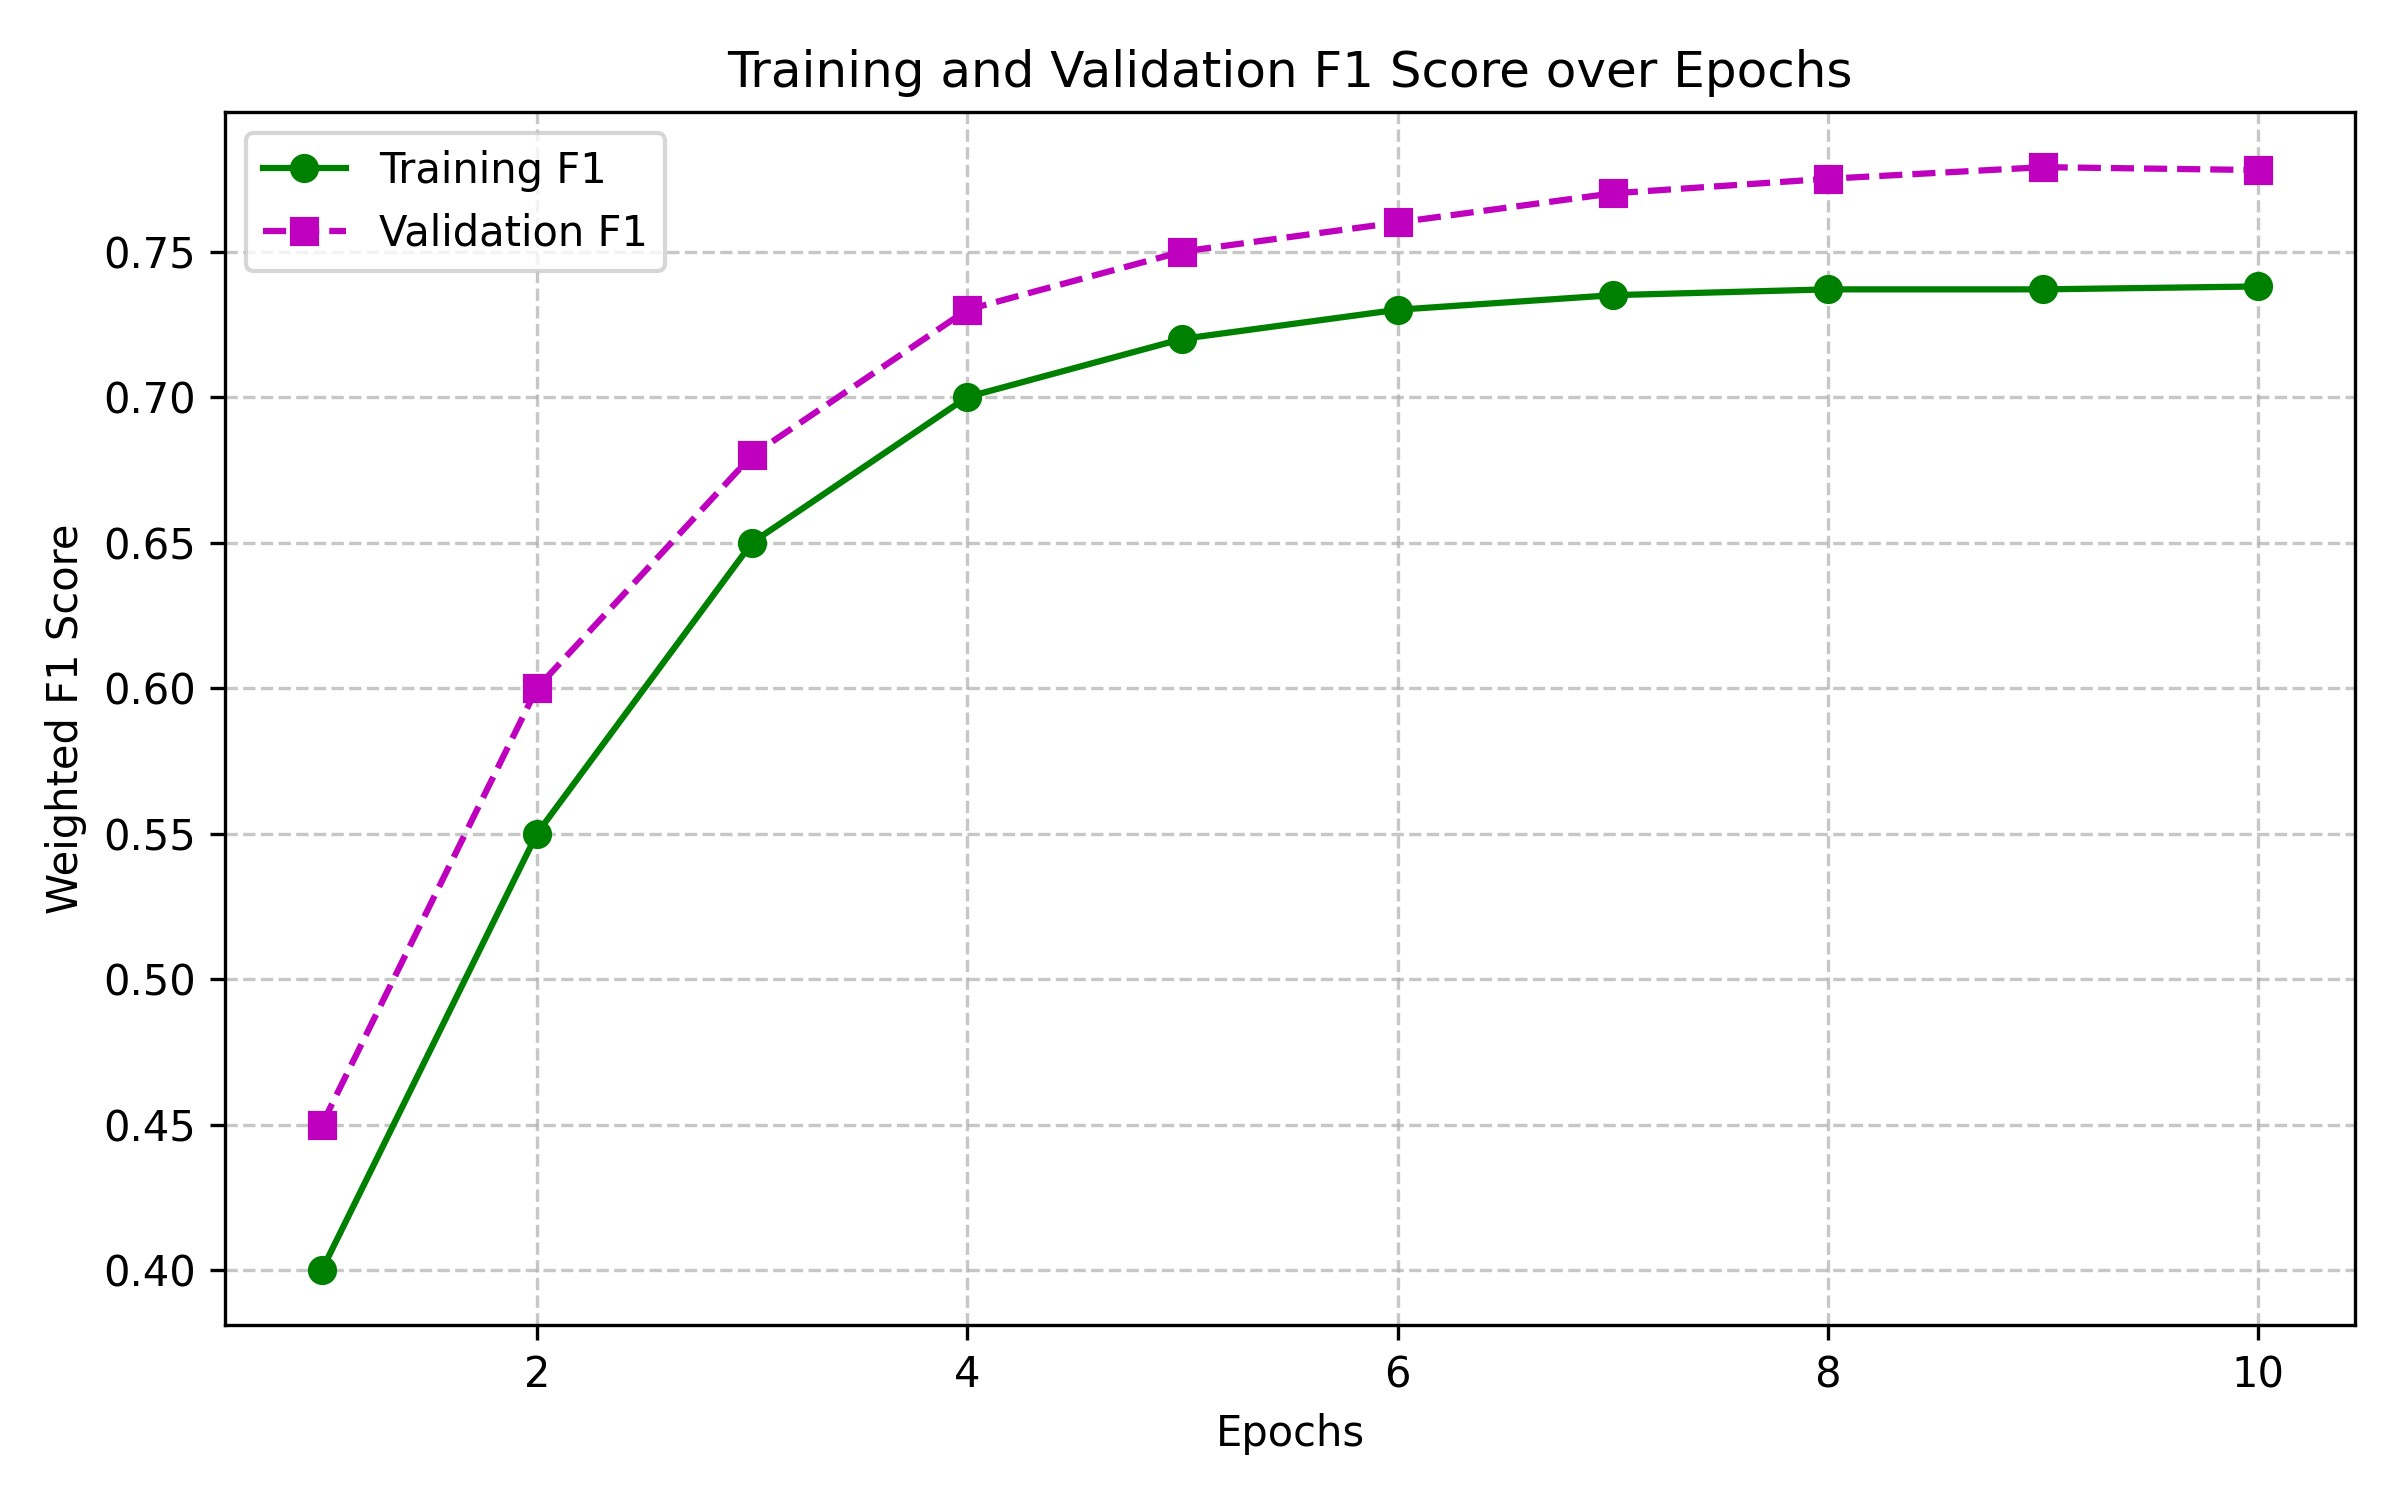 Training and Validation F1 Score over Epochs
Training F1
Validation F1
Weighted F1 Score
0.75
0.70
0.65
0.60
0.55
0.50
0.45
0.40
2 4 6 8 10
Epochs